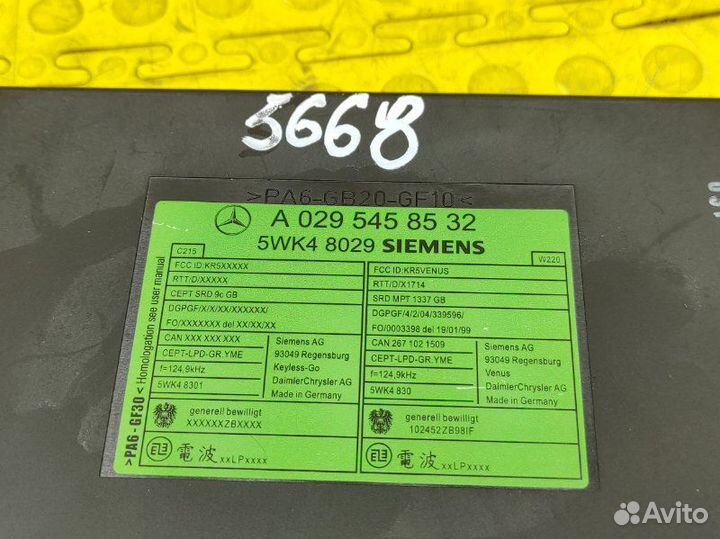 5668
>PA6-GB20-GF10<
A 029 545 85 32
5WK4 8029 SIEMENS
C215
W220
FCC ID:KR5XXXXX
RTT/D/XXXXX
CEPT SRD 9c GB
DGPGF/X/X/XX/XXXXXX/
FO/XXXXXXX del XX/XX/XX
CAN XXX XXX XXX
CEPT-LPD-GR.YME
f=124,9kHz
5WK4 8301
Siemens AG
93049 Regensburg
Keyless-Go
DaimlerChrysler AG
Made in Germany
generell bewilligt
XXXXXXZBXXXX
電波 xxLPxxxx
FCC ID:KR5VENUS
RTT/D/X1714
SRD MPT 1337 GB
DGPGF/4/2/04/339596/
FO/0003398 del 19/01/99
CAN 267 102 1509
CEPT-LPD-GR.YME
f=124,9kHz
5WK4 830
Siemens AG
93049 Regensburg
Venus
DaimlerChrysler AG
Made in Germany
generell bewilligt
102452ZB98IF
電波 xxLPxxxx
>PA6-GF30< Homologation see user manual
Avito